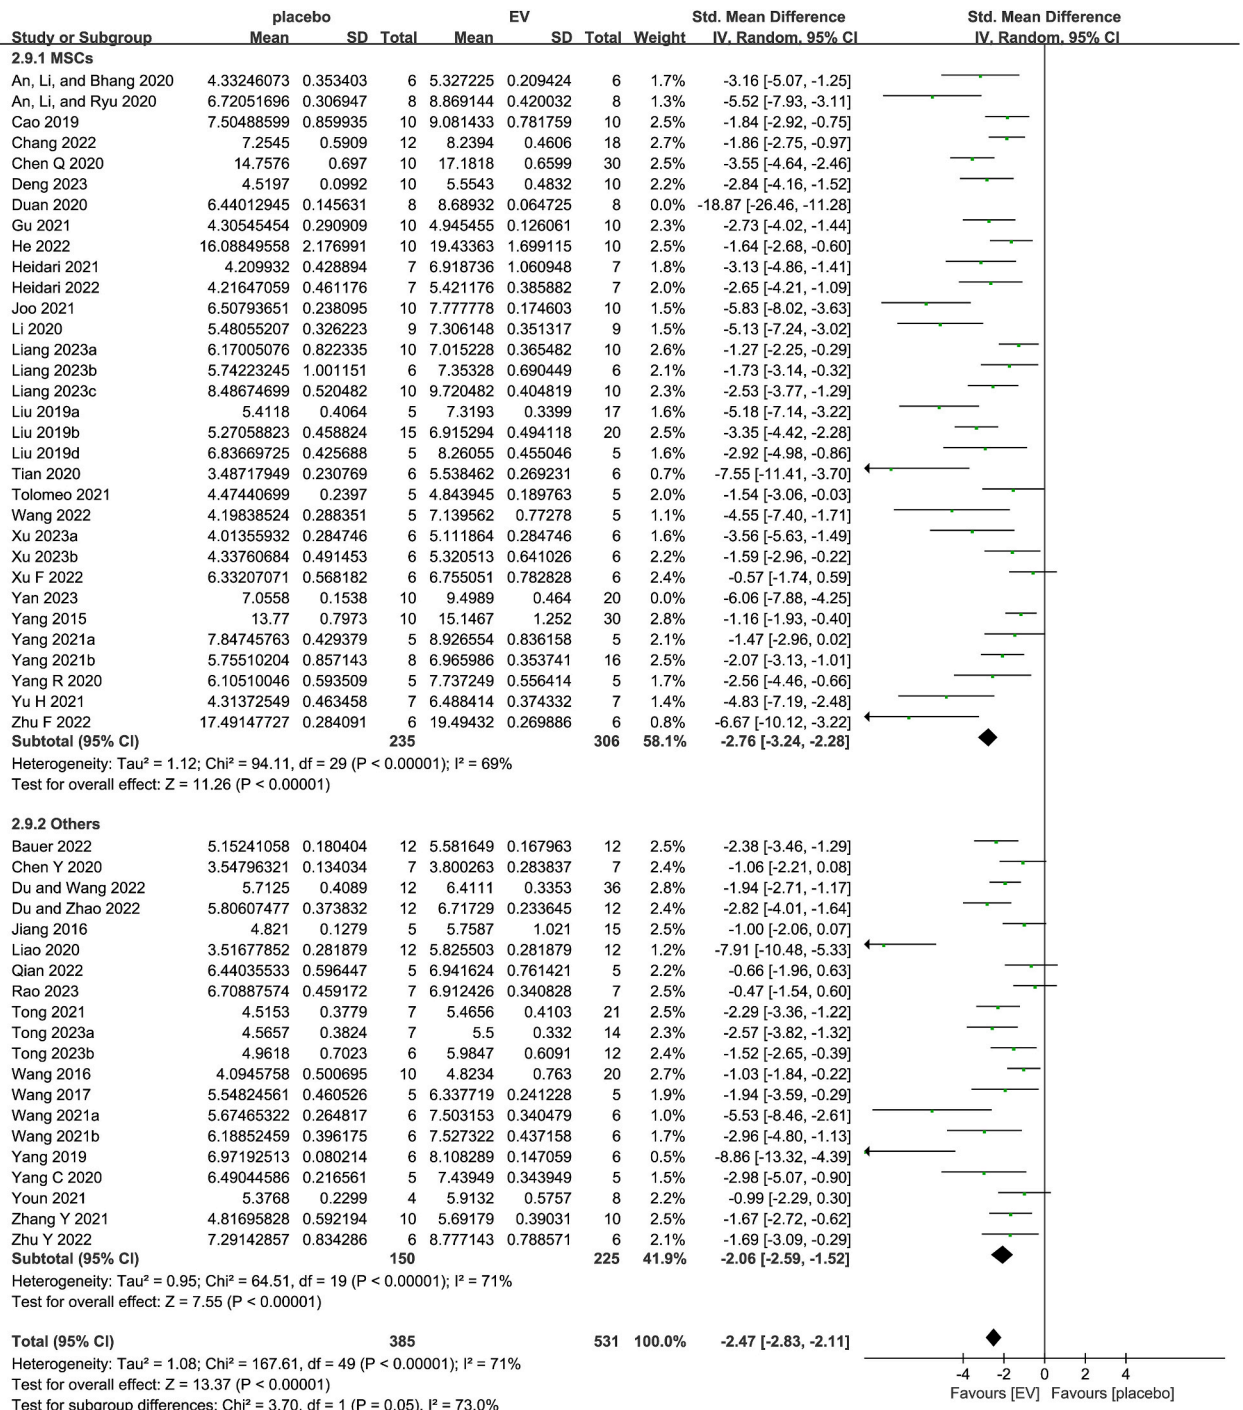 placebo EV Std. Mean Difference Std. Mean Difference
Study or Subgroup Mean SD Total Mean SD Total Weight IV, Random, 95% CI IV, Random, 95% CI
2.9.1 MSCs
An, Li, and Bhang 2020 4.33246073 0.353403 6 5.327225 0.209424 6 1.7% -3.16 [-5.07, -1.25]
An, Li, and Ryu 2020 6.72051696 0.306947 8 8.869144 0.420032 8 1.3% -5.52 [-7.93, -3.11]
Cao 2019 7.50488599 0.859935 10 9.081433 0.781759 10 2.5% -1.84 [-2.92, -0.75]
Chang 2022 7.2545 0.5909 12 8.2394 0.4606 18 2.7% -1.86 [-2.75, -0.97]
Chen Q 2020 14.7576 0.697 10 17.1818 0.6599 30 2.5% -3.55 [-4.64, -2.46]
Deng 2023 4.5197 0.0992 10 5.5543 0.4832 10 2.2% -2.84 [-4.16, -1.52]
Duan 2020 6.44012945 0.145631 8 8.68932 0.064725 8 0.0% -18.87 [-26.46, -11.28]
Gu 2021 4.30545454 0.290909 10 4.945455 0.126061 10 2.3% -2.73 [-4.02, -1.44]
He 2022 16.08849558 2.176991 10 19.43363 1.699115 10 2.5% -1.64 [-2.68, -0.60]
Heidari 2021 4.209932 0.428894 7 6.918736 1.060948 7 1.8% -3.13 [-4.86, -1.41]
Heidari 2022 4.21647059 0.461176 7 5.421176 0.385882 7 2.0% -2.65 [-4.21, -1.09]
Joo 2021 6.50793651 0.238095 10 7.777778 0.174603 10 1.5% -5.83 [-8.02, -3.63]
Li 2020 5.48055207 0.326223 9 7.306148 0.351317 9 1.5% -5.13 [-7.24, -3.02]
Liang 2023a 6.17005076 0.822335 10 7.015228 0.365482 10 2.6% -1.27 [-2.25, -0.29]
Liang 2023b 5.74223245 1.001151 6 7.35328 0.690449 6 2.1% -1.73 [-3.14, -0.32]
Liang 2023c 8.48674699 0.520482 10 9.720482 0.404819 10 2.3% -2.53 [-3.77, -1.29]
Liu 2019a 5.4118 0.4064 5 7.3193 0.3399 17 1.6% -5.18 [-7.14, -3.22]
Liu 2019b 5.27058823 0.458824 15 6.915294 0.494118 20 2.5% -3.35 [-4.42, -2.28]
Liu 2019d 6.83669725 0.425688 5 8.26055 0.455046 5 1.6% -2.92 [-4.98, -0.86]
Tian 2020 3.48717949 0.230769 6 5.538462 0.269231 6 0.7% -7.55 [-11.41, -3.70]
Tolomeo 2021 4.47440699 0.2397 5 4.843945 0.189763 5 2.0% -1.54 [-3.06, -0.03]
Wang 2022 4.19838524 0.288351 5 7.139562 0.77278 5 1.1% -4.55 [-7.40, -1.71]
Xu 2023a 4.01355932 0.284746 6 5.111864 0.284746 6 1.6% -3.56 [-5.63, -1.49]
Xu 2023b 4.33760684 0.491453 6 5.320513 0.641026 6 2.2% -1.59 [-2.96, -0.22]
Xu F 2022 6.33207071 0.568182 6 6.755051 0.782828 6 2.4% -0.57 [-1.74, 0.59]
Yan 2023 7.0558 0.1538 10 9.4989 0.464 20 0.0% -6.06 [-7.88, -4.25]
Yang 2015 13.77 0.7973 10 15.1467 1.252 30 2.8% -1.16 [-1.93, -0.40]
Yang 2021a 7.84745763 0.429379 5 8.926554 0.836158 5 2.1% -1.47 [-2.96, 0.02]
Yang 2021b 5.75510204 0.857143 8 6.965986 0.353741 16 2.5% -2.07 [-3.13, -1.01]
Yang R 2020 6.10510046 0.593509 5 7.737249 0.556414 5 1.7% -2.56 [-4.46, -0.66]
Yu H 2021 4.31372549 0.463458 7 6.488414 0.374332 7 1.4% -4.83 [-7.19, -2.48]
Zhu F 2022 17.49147727 0.284091 6 19.49432 0.269886 6 0.8% -6.67 [-10.12, -3.22]
Subtotal (95% CI) 235 306 58.1% -2.76 [-3.24, -2.28]
Heterogeneity: Tau² = 1.12; Chi² = 94.11, df = 29 (P < 0.00001); I² = 69%
Test for overall effect: Z = 11.26 (P < 0.00001)
2.9.2 Others
Bauer 2022 5.15241058 0.180404 12 5.581649 0.167963 12 2.5% -2.38 [-3.46, -1.29]
Chen Y 2020 3.54796321 0.134034 7 3.800263 0.283837 7 2.4% -1.06 [-2.21, 0.08]
Du and Wang 2022 5.7125 0.4089 12 6.4111 0.3353 36 2.8% -1.94 [-2.71, -1.17]
Du and Zhao 2022 5.80607477 0.373832 12 6.71729 0.233645 12 2.4% -2.82 [-4.01, -1.64]
Jiang 2016 4.821 0.1279 5 5.7587 1.021 15 2.5% -1.00 [-2.06, 0.07]
Liao 2020 3.51677852 0.281879 12 5.825503 0.281879 12 1.2% -7.91 [-10.48, -5.33]
Qian 2022 6.44035533 0.596447 5 6.941624 0.761421 5 2.2% -0.66 [-1.96, 0.63]
Rao 2023 6.70887574 0.459172 7 6.912426 0.340828 7 2.5% -0.47 [-1.54, 0.60]
Tong 2021 4.5153 0.3779 7 5.4656 0.4103 21 2.5% -2.29 [-3.36, -1.22]
Tong 2023a 4.5657 0.3824 7 5.5 0.332 14 2.3% -2.57 [-3.82, -1.32]
Tong 2023b 4.9618 0.7023 6 5.9847 0.6091 12 2.4% -1.52 [-2.65, -0.39]
Wang 2016 4.0945758 0.500695 10 4.8234 0.763 20 2.7% -1.03 [-1.84, -0.22]
Wang 2017 5.54824561 0.460526 5 6.337719 0.241228 5 1.9% -1.94 [-3.59, -0.29]
Wang 2021a 5.67465322 0.264817 6 7.503153 0.340479 6 1.0% -5.53 [-8.46, -2.61]
Wang 2021b 6.18852459 0.396175 6 7.527322 0.437158 6 1.7% -2.96 [-4.80, -1.13]
Yang 2019 6.97192513 0.080214 6 8.108289 0.147059 6 0.5% -8.86 [-13.32, -4.39]
Yang C 2020 6.49044586 0.216561 5 7.43949 0.343949 5 1.5% -2.98 [-5.07, -0.90]
Youn 2021 5.3768 0.2299 4 5.9132 0.5757 8 2.2% -0.99 [-2.29, 0.30]
Zhang Y 2021 4.81695828 0.592194 10 5.69179 0.39031 10 2.5% -1.67 [-2.72, -0.62]
Zhu Y 2022 7.29142857 0.834286 6 8.777143 0.788571 6 2.1% -1.69 [-3.09, -0.29]
Subtotal (95% CI) 150 225 41.9% -2.06 [-2.59, -1.52]
Heterogeneity: Tau² = 0.95; Chi² = 64.51, df = 19 (P < 0.00001); I² = 71%
Test for overall effect: Z = 7.55 (P < 0.00001)
Total (95% CI) 385 531 100.0% -2.47 [-2.83, -2.11]
Heterogeneity: Tau² = 1.08; Chi² = 167.61, df = 49 (P < 0.00001); I² = 71%
Test for overall effect: Z = 13.37 (P < 0.00001)
Test for subgroup differences: Chi² = 3.70, df = 1 (P = 0.05), I² = 73.0%
-4 -2 0 2 4
Favours [EV] Favours [placebo]